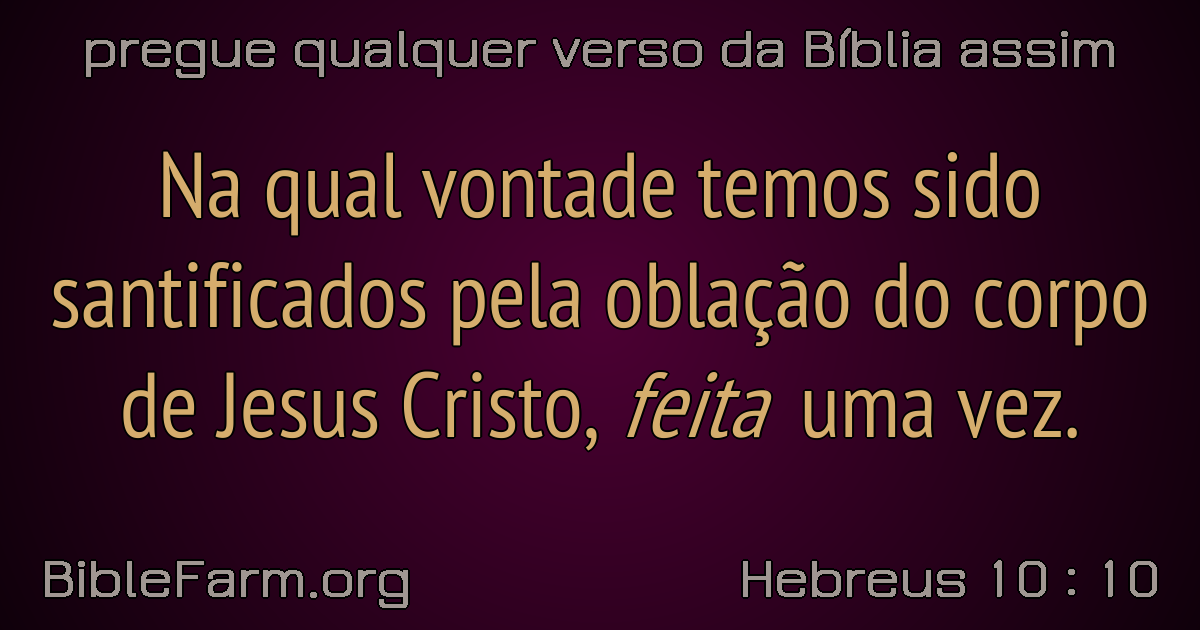 pregue qualquer verso da Bíblia assim
Na qual vontade temos sido
santificados pela oblação do corpo
de Jesus Cristo, feita uma vez.
BibleFarm.org
Hebreus 10 : 10